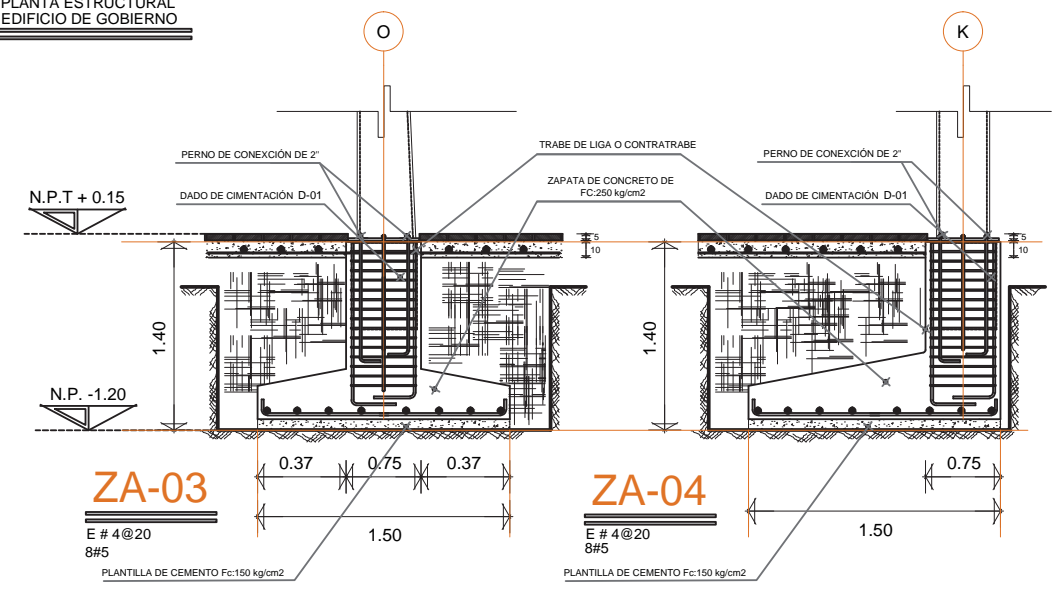 PLANTA ESTRUCTURAL
EDIFICIO DE GOBIERNO
O
K
PERNO DE CONEXCIÓN DE 2"
TRABE DE LIGA O CONTRATRABE
PERNO DE CONEXCIÓN DE 2"
ZAPATA DE CONCRETO DE
FC:250 kg/cm2
N.P.T + 0.15
DADO DE CIMENTACIÓN D-01
DADO DE CIMENTACIÓN D-01
5
10
5
10
1.40
1.40
N.P. -1.20
0.37
0.75
0.37
0.75
ZA-03
ZA-04
1.50
1.50
E # 4@20
8#5
E # 4@20
8#5
PLANTILLA DE CEMENTO Fc:150 kg/cm2
PLANTILLA DE CEMENTO Fc:150 kg/cm2